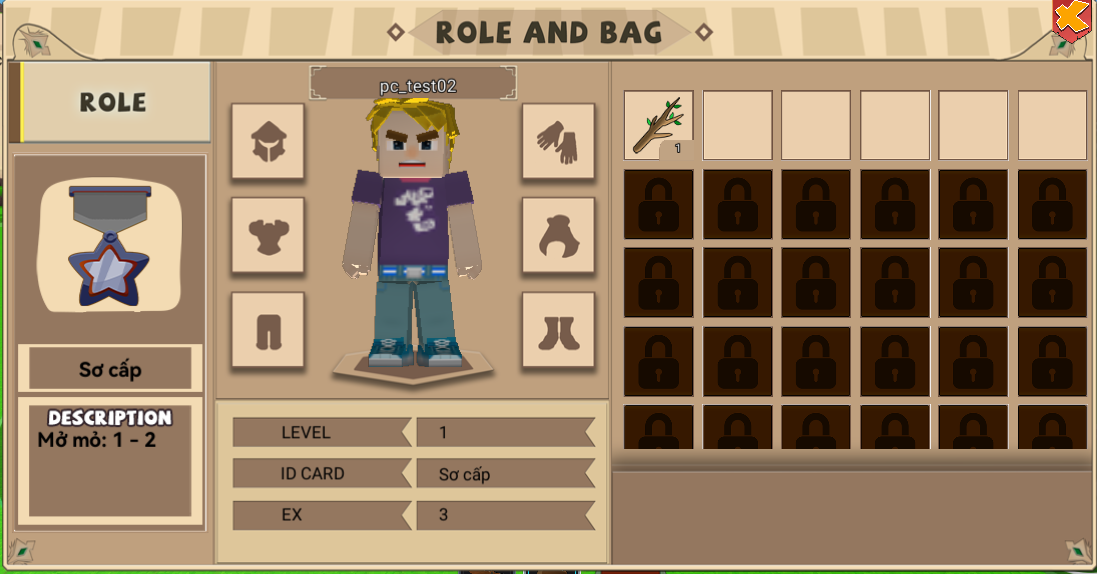 ROLE AND BAG
ROLE
pc_test02
1
Sơ cấp
DESCRIPTION
Mở mỏ: 1 - 2
LEVEL 1
ID CARD Sơ cấp
EX 3